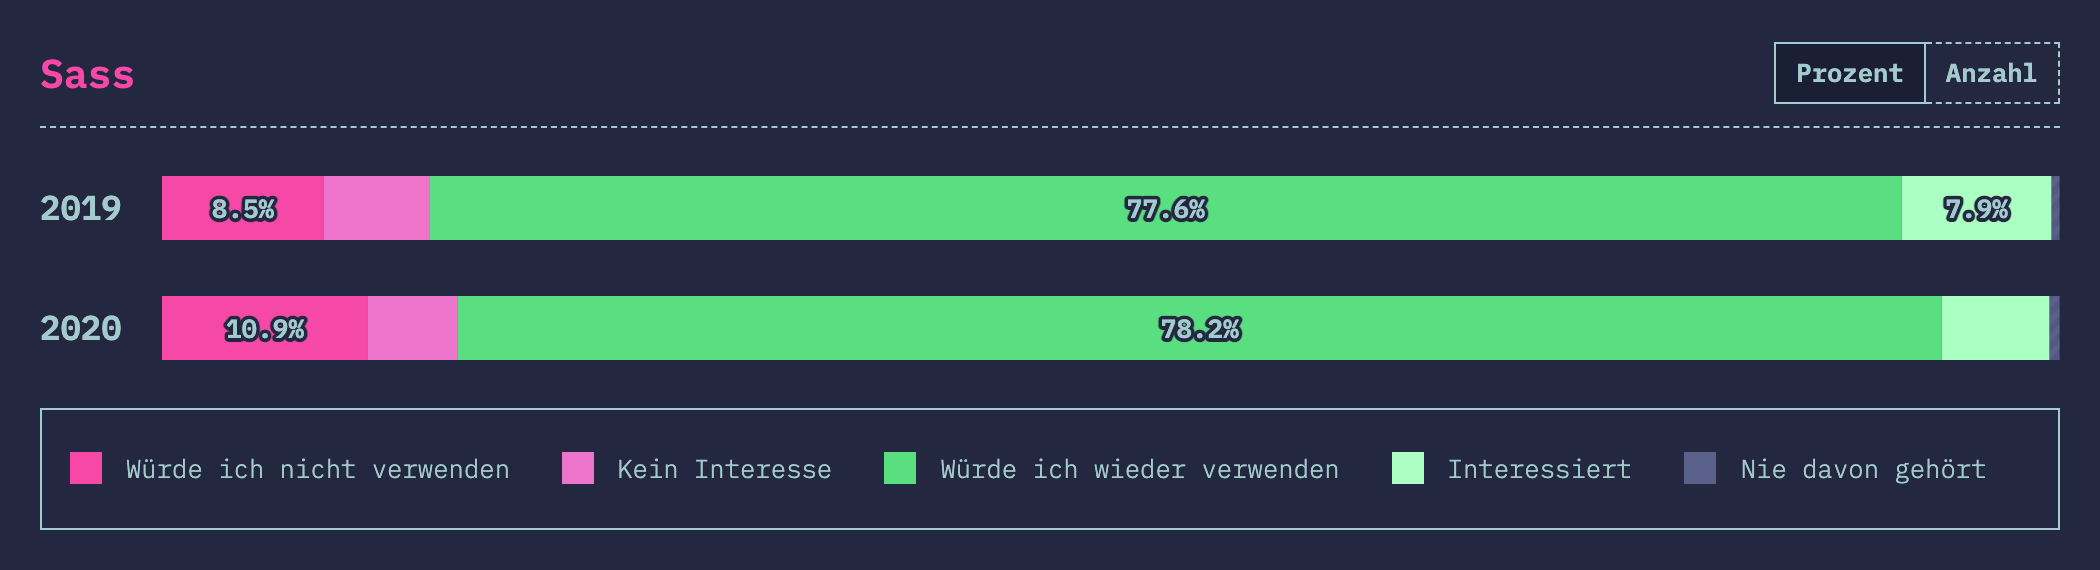 Sass
Prozent Anzahl
2019 8.5% 77.6% 7.9%
2020 10.9% 78.2%
Würde ich nicht verwenden Kein Interesse Würde ich wieder verwenden Interessiert Nie davon gehört